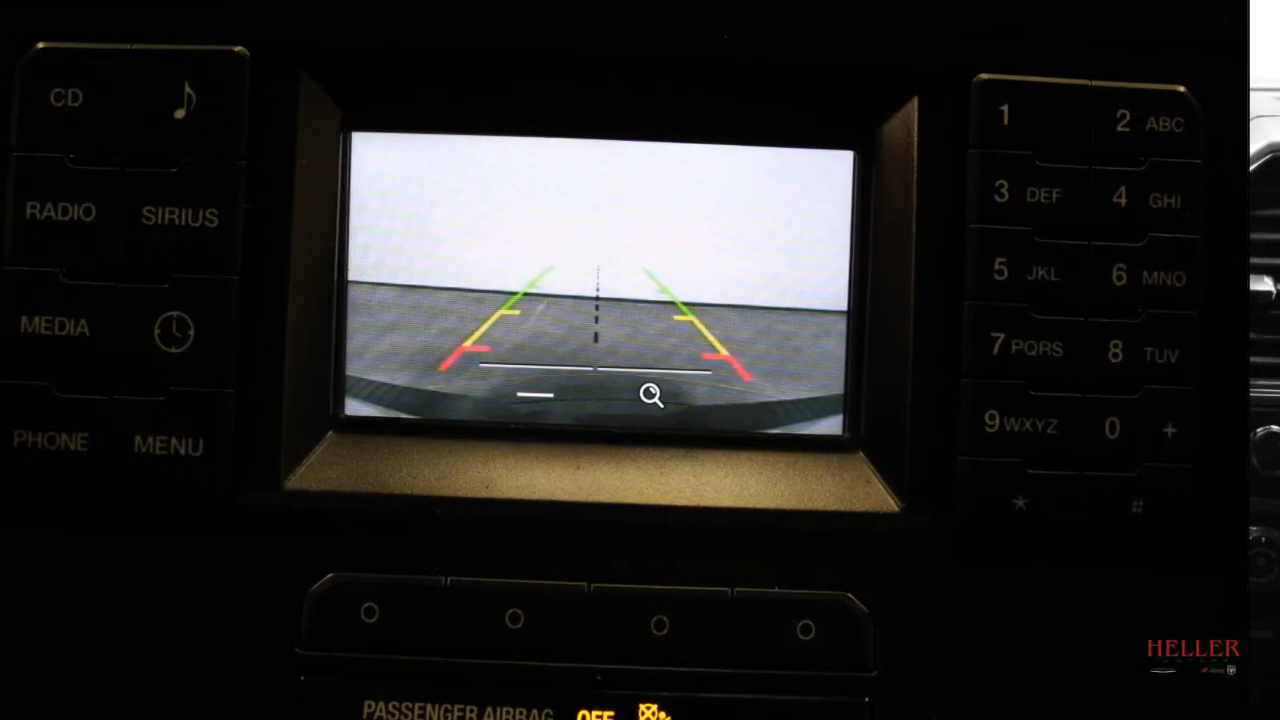 CD
RADIO SIRIUS
MEDIA
PHONE MENU
1 2 ABC
3 DEF 4 GHI
5 JKL 6 MNO
7 PQRS 8 TUV
9 WXYZ 0 +
* #
PASSENGER AIRBAG OFF
HELLER
Jeep